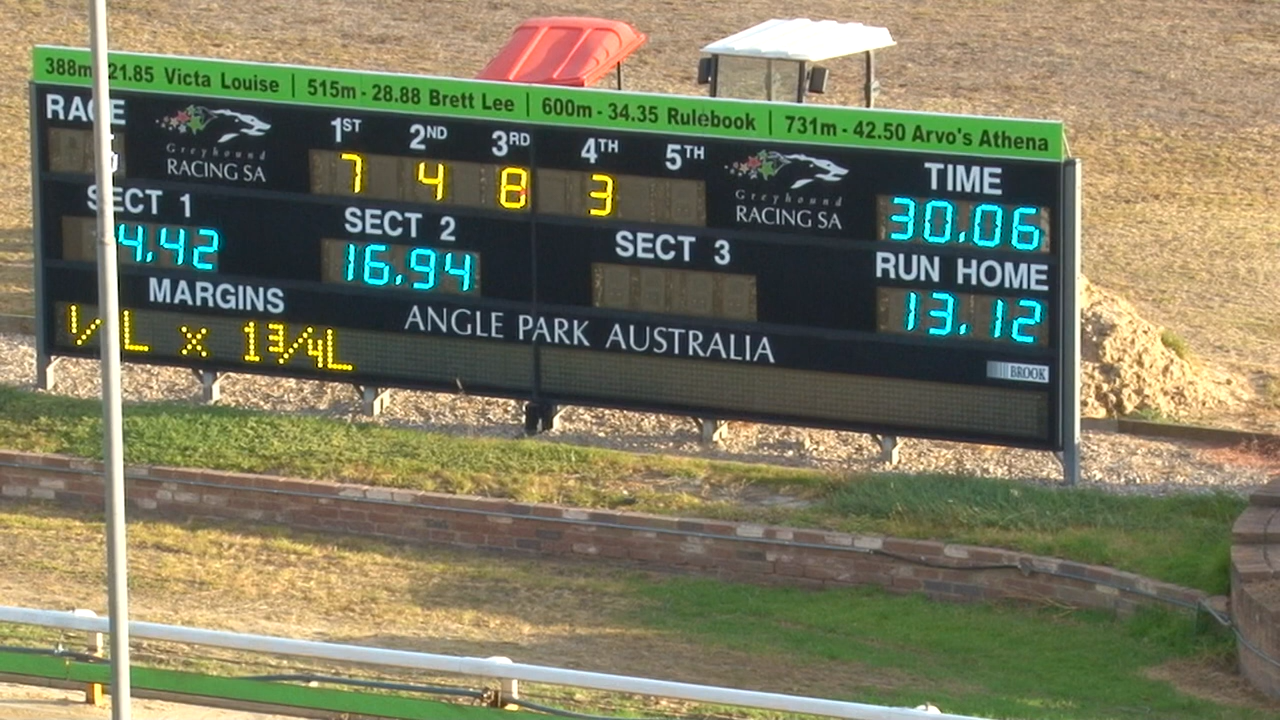 388m 21.85 Victa Louise | 515m - 28.88 Brett Lee | 600m - 34.35 Rulebook | 731m - 42.50 Arvo's Athena
RACE
Greyhound
RACING SA
1ST 2ND 3RD 4TH 5TH
7 4 8 3
Greyhound
RACING SA
TIME
30.06
SECT 1
4.42
SECT 2
16.94
SECT 3
RUN HOME
13.12
MARGINS
L x 1 3/4L
ANGLE PARK AUSTRALIA
BROOK